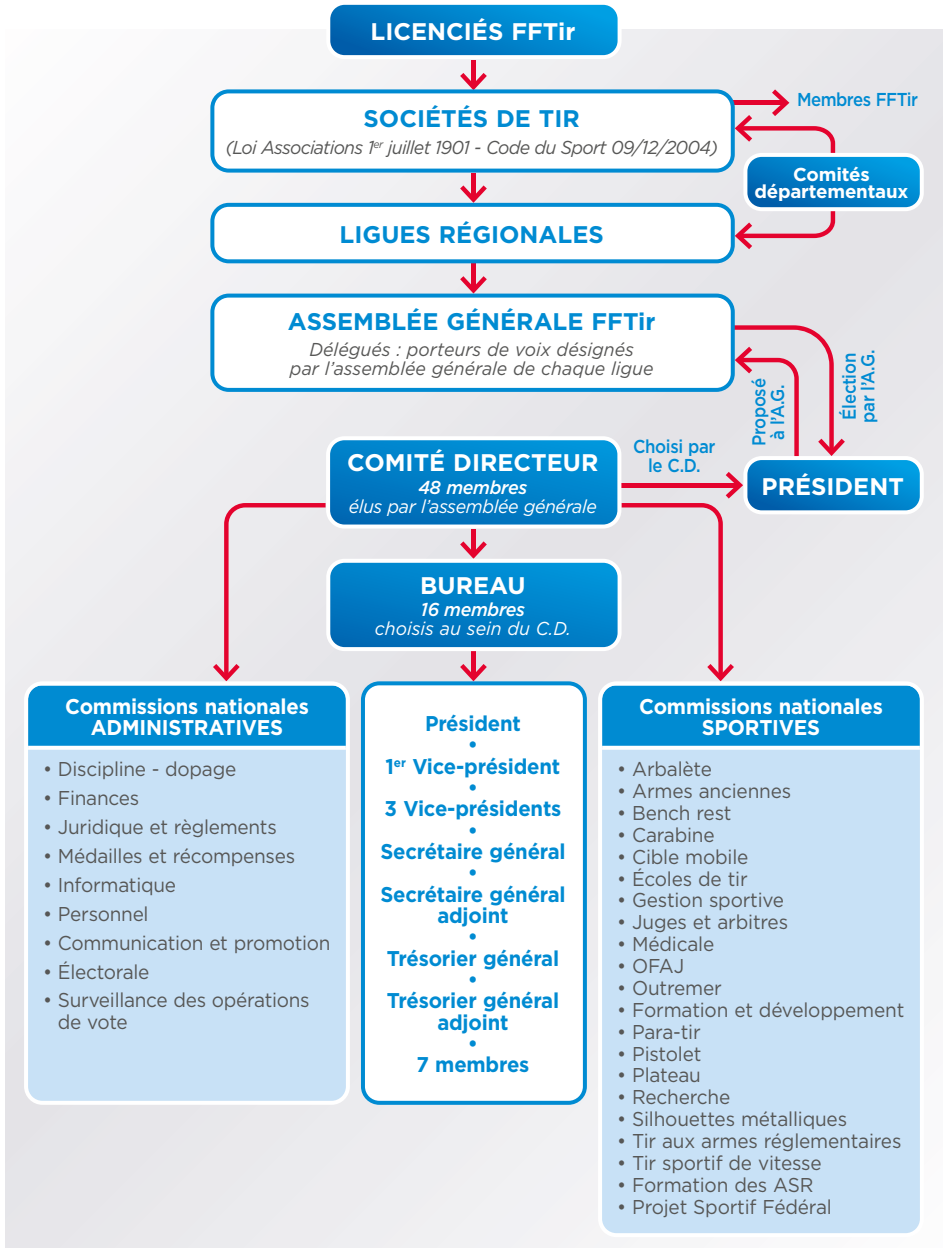 LICENCIÉS FFTir
SOCIÉTÉS DE TIR
(Loi Associations 1er juillet 1901 - Code du Sport 09/12/2004)
Membres FFTir
Comités
départementaux
LIGUES RÉGIONALES
ASSEMBLÉE GÉNÉRALE FFTir
Délégués : porteurs de voix désignés
par l'assemblée générale de chaque ligue
Proposé
à l'A.G.
Élection
par l'A.G.
COMITÉ DIRECTEUR
48 membres
élus par l'assemblée générale
Choisi par
le C.D.
PRÉSIDENT
BUREAU
16 membres
choisis au sein du C.D.
Commissions nationales
ADMINISTRATIVES
• Discipline - dopage
• Finances
• Juridique et règlements
• Médailles et récompenses
• Informatique
• Personnel
• Communication et promotion
• Électorale
• Surveillance des opérations
de vote
Président
•
1er Vice-président
•
3 Vice-présidents
•
Secrétaire général
•
Secrétaire général
adjoint
•
Trésorier général
•
Trésorier général
adjoint
•
7 membres
Commissions nationales
SPORTIVES
• Arbalète
• Armes anciennes
• Bench rest
• Carabine
• Cible mobile
• Écoles de tir
• Gestion sportive
• Juges et arbitres
• Médicale
• OFAJ
• Outremer
• Formation et développement
• Para-tir
• Pistolet
• Plateau
• Recherche
• Silhouettes métalliques
• Tir aux armes réglementaires
• Tir sportif de vitesse
• Formation des ASR
• Projet Sportif Fédéral